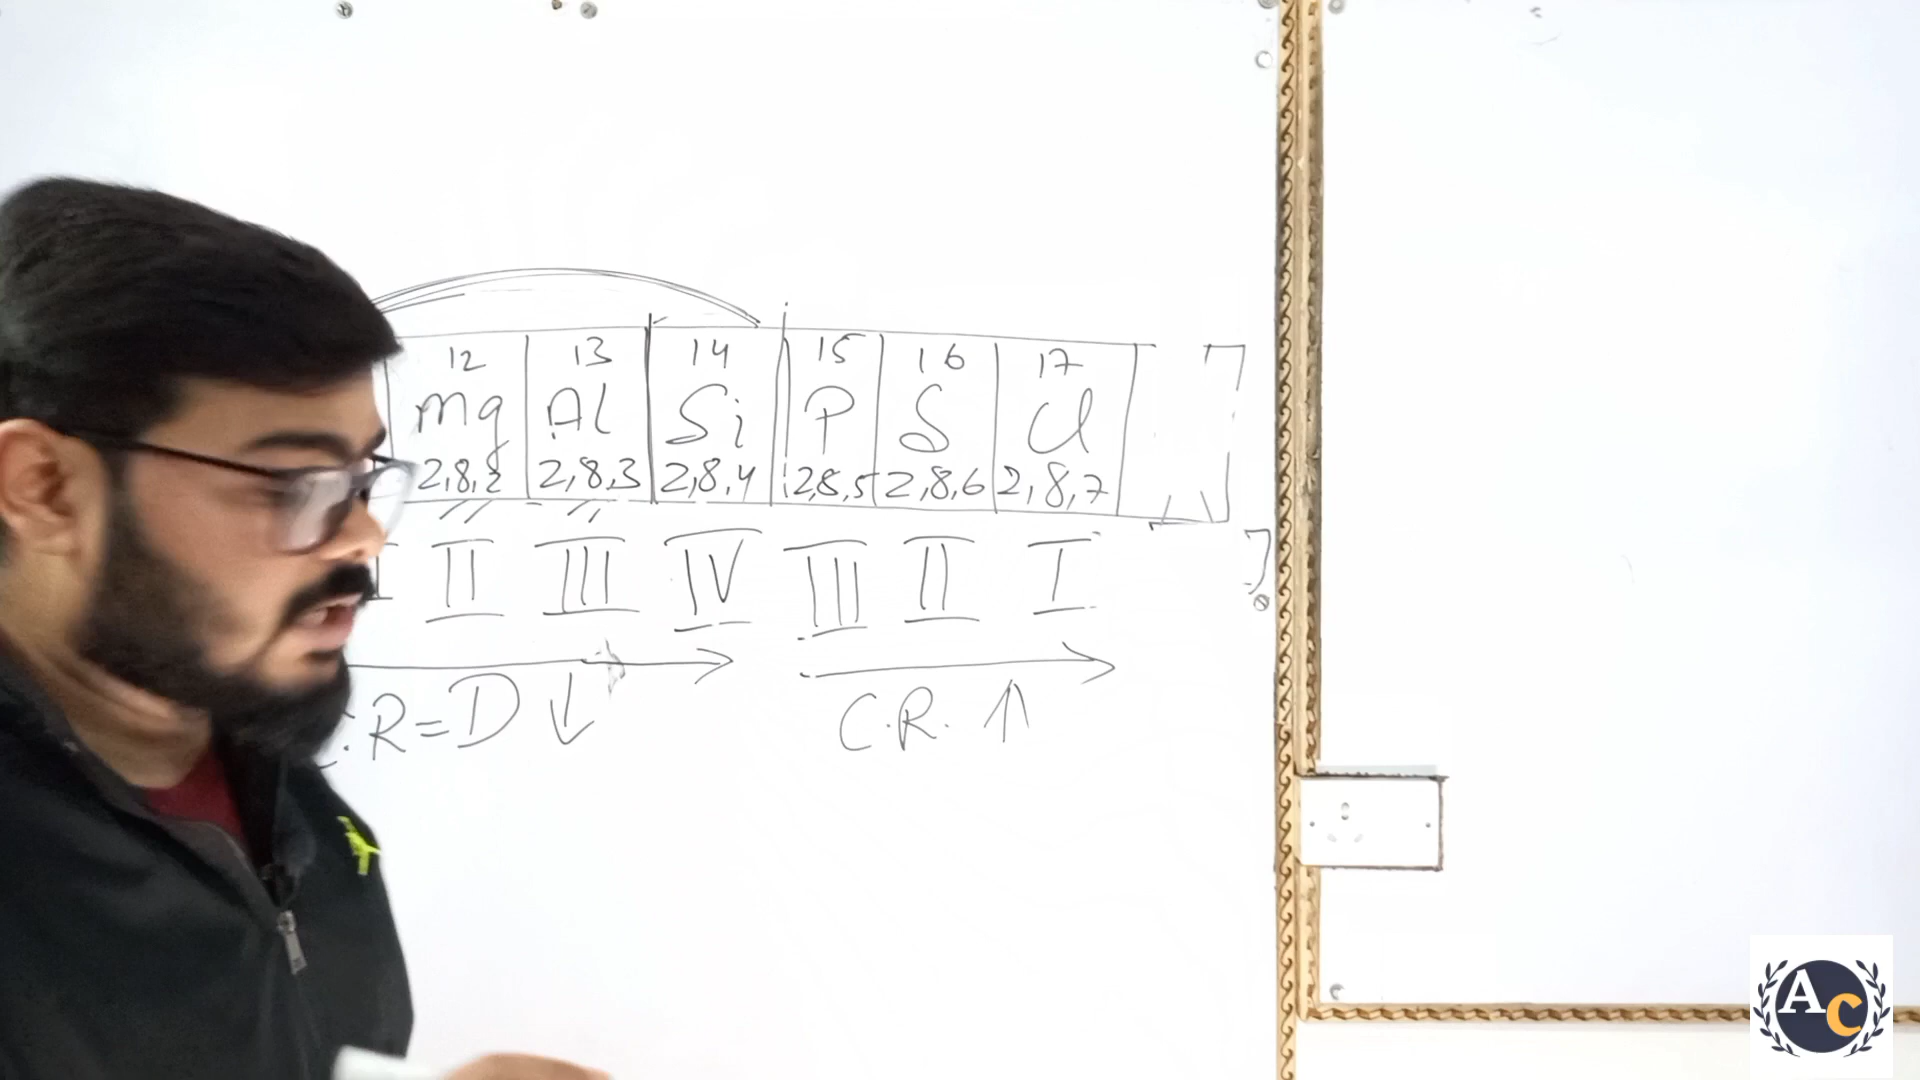 12 13 14 15 16 17
Mg Al Si P S Cl
2,8,2 2,8,3 2,8,4 2,8,5 2,8,6 2,8,7
I II III IV III II I
.R=D ↓ C.R. ↑
AC